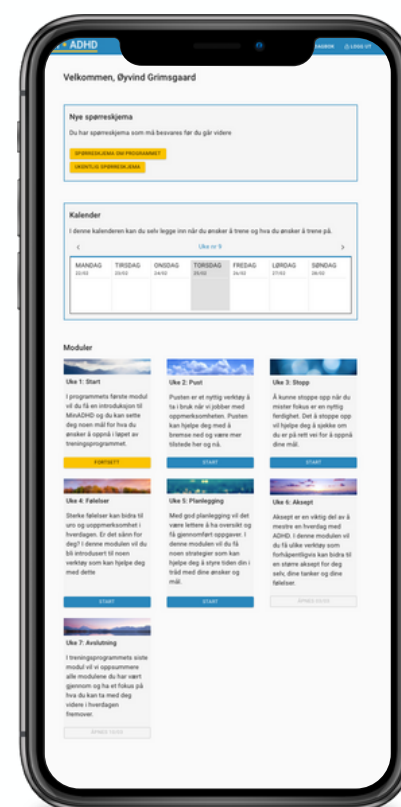 ADHD
DAGBOK LOGG UT
Velkommen, Øyvind Grimsgaard
Nye spørreskjema
Du har spørreskjema som må besvares før du går videre
SPØRRESKJEMA OM PROGRAMMET
UKENTLIG SPØRRESKJEMA
Kalender
I denne kalenderen kan du selv legge inn når du ønsker å trene og hva du ønsker å trene på.
< Uke nr 9 >
MANDAG TIRSDAG ONSDAG TORSDAG FREDAG LØRDAG SØNDAG
22/02 23/02 24/02 25/02 26/02 27/02 28/02
Moduler
Uke 1: Start
I programmets første modul
vil du få en introduksjon til
MinADHD og du kan sette
deg noen mål for hva du
ønsker å oppnå i løpet av
treningsprogrammet.
FORTSETT
Uke 2: Pust
Pusten er et nyttig verktøy å
ta i bruk når vi jobber med
oppmerksomheten. Pusten
kan hjelpe deg med å
bremse ned og være mer
tilstede her og nå.
START
Uke 3: Stopp
Å kunne stoppe opp når du
mister fokus er en nyttig
ferdighet. Det å stoppe opp
vil hjelpe deg å sjekke om
du er på rett vei for å oppnå
dine mål.
START
Uke 4: Følelser
Sterke følelser kan bidra til
uro og uoppmerksomhet i
hverdagen. Er det sånn for
deg? I denne modulen vil du
bli introdusert til noen
verktøy som kan hjelpe deg
med dette
START
Uke 5: Planlegging
Med god planlegging vil det
være lettere å ha oversikt og
få gjennomført oppgaver. I
denne modulen vil du få
noen strategier som kan
hjelpe deg å styre tiden din i
tråd med dine ønsker og
mål.
START
Uke 6: Aksept
Aksept er en viktig del av å
mestre en hverdag med
ADHD. I denne modulen vil
du få ulike verktøy som
forhåpentligvis kan bidra til
en større aksept for deg
selv, dine tanker og dine
følelser.
Uke 7: Avslutning
I treningsprogrammets siste
modul vil vi oppsummere
alle modulene du har vært
gjennom og ha et fokus på
hva du kan ta med deg
videre i hverdagen
fremover.